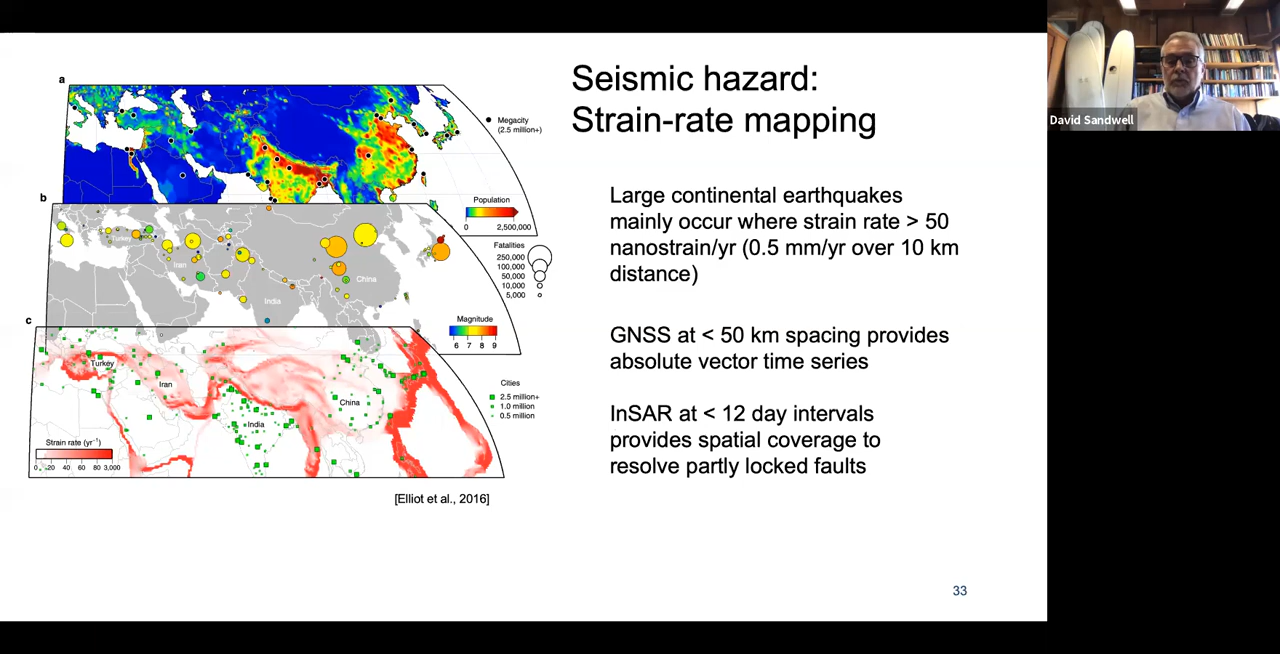 Seismic hazard:
Strain-rate mapping
a
Megacity
(2.5 million+)
Population
0 2,500,000
b
Turkey
Iran
China
India
Fatalities
250,000
100,000
50,000
10,000
5,000
Magnitude
6 7 8 9
c
Turkey
Iran
China
India
Strain rate (yr⁻¹)
0 20 40 60 80 3,000
Cities
2.5 million+
1.0 million
0.5 million
[Elliot et al., 2016]
Large continental earthquakes
mainly occur where strain rate > 50
nanostrain/yr (0.5 mm/yr over 10 km
distance)
GNSS at < 50 km spacing provides
absolute vector time series
InSAR at < 12 day intervals
provides spatial coverage to
resolve partly locked faults
33
David Sandwell